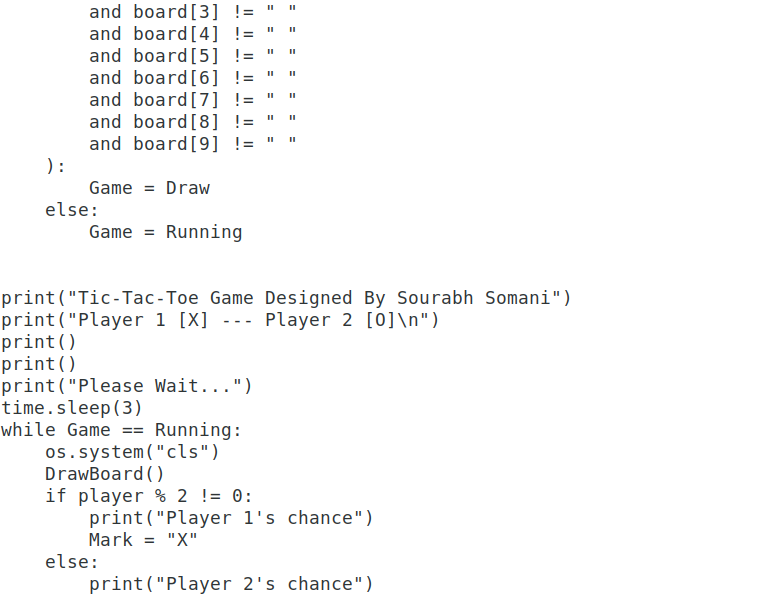 and board[3] != " "
        and board[4] != " "
        and board[5] != " "
        and board[6] != " "
        and board[7] != " "
        and board[8] != " "
        and board[9] != " "
    ):
        Game = Draw
    else:
        Game = Running


print("Tic-Tac-Toe Game Designed By Sourabh Somani")
print("Player 1 [X] --- Player 2 [O]\n")
print()
print()
print("Please Wait...")
time.sleep(3)
while Game == Running:
    os.system("cls")
    DrawBoard()
    if player % 2 != 0:
        print("Player 1's chance")
        Mark = "X"
    else:
        print("Player 2's chance")